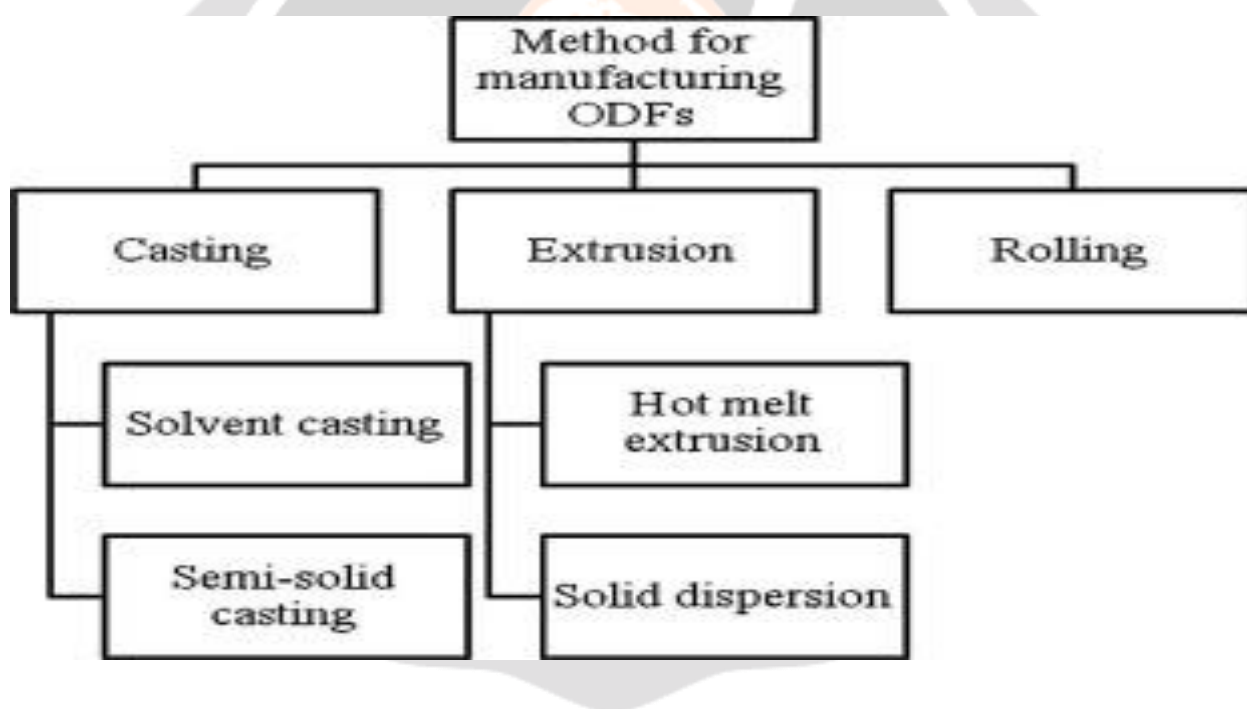 Method for
manufacturing
ODFs
Casting
Extrusion
Rolling
Solvent casting
Hot melt
extrusion
Semi-solid
casting
Solid dispersion